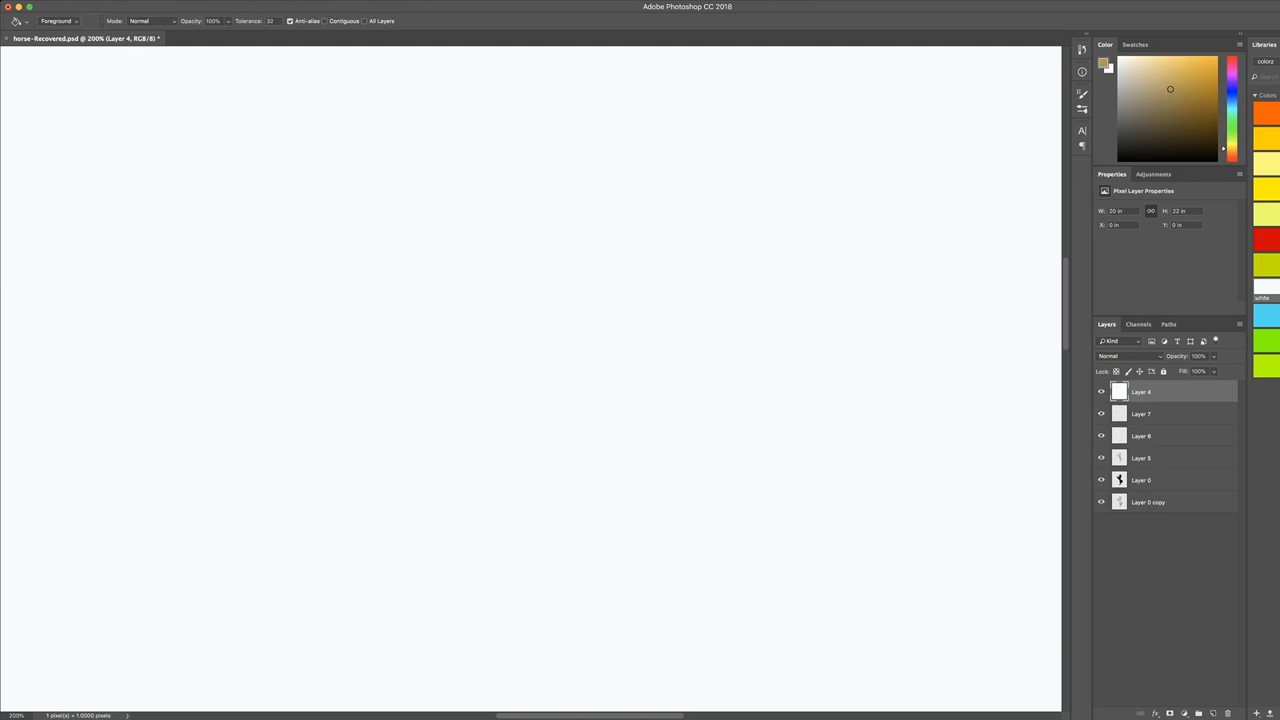 Adobe Photoshop CC 2018
Foreground Mode: Normal Opacity: 100% Tolerance: 32 Anti-alias Contiguous All Layers
horse-Recovered.psd @ 200% (Layer 4, RGB/8) *
Color Swatches
Libraries
colorz
Search
Colors
white
Properties Adjustments
Pixel Layer Properties
W: 20 in H: 22 in
X: 0 in Y: 0 in
Layers Channels Paths
Kind
Normal Opacity: 100%
Lock: Fill: 100%
Layer 4
Layer 7
Layer 6
Layer 5
Layer 0
Layer 0 copy
200% 1 pixel(s) = 1.0000 pixels